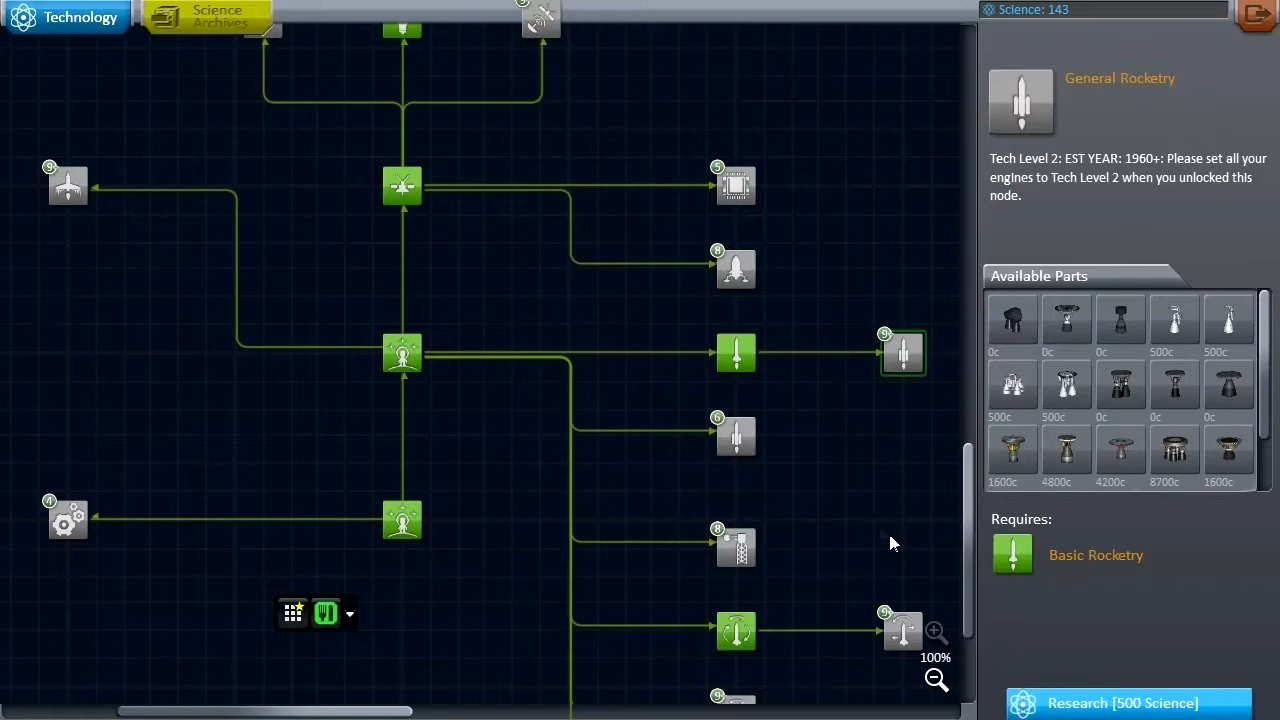 Technology
Science
Archives
Science: 143
General Rocketry
Tech Level 2: EST YEAR: 1960+: Please set all your
engines to Tech Level 2 when you unlocked this
node.
Available Parts
0c 0c 0c 500c 500c
500c 500c 0c 0c 0c
1600c 4800c 4200c 8700c 1600c
Requires:
Basic Rocketry
Research [500 Science]
9
5
8
9
6
4
8
9
100%
9